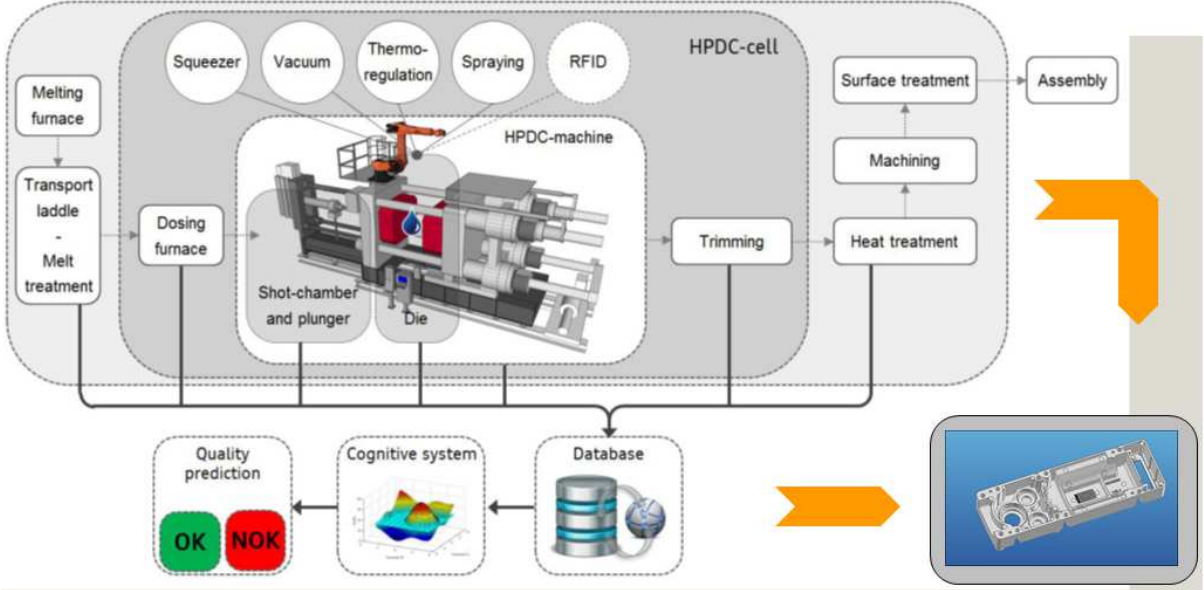 Squeezer
Vacuum
Thermo-
regulation
Spraying
RFID
HPDC-cell
Melting
furnace
Surface treatment
Assembly
HPDC-machine
Machining
Transport
laddle
-
Melt
treatment
Dosing
furnace
Trimming
Heat treatment
Shot-chamber
and plunger
Die
Quality
prediction
OK
NOK
Cognitive system
Database